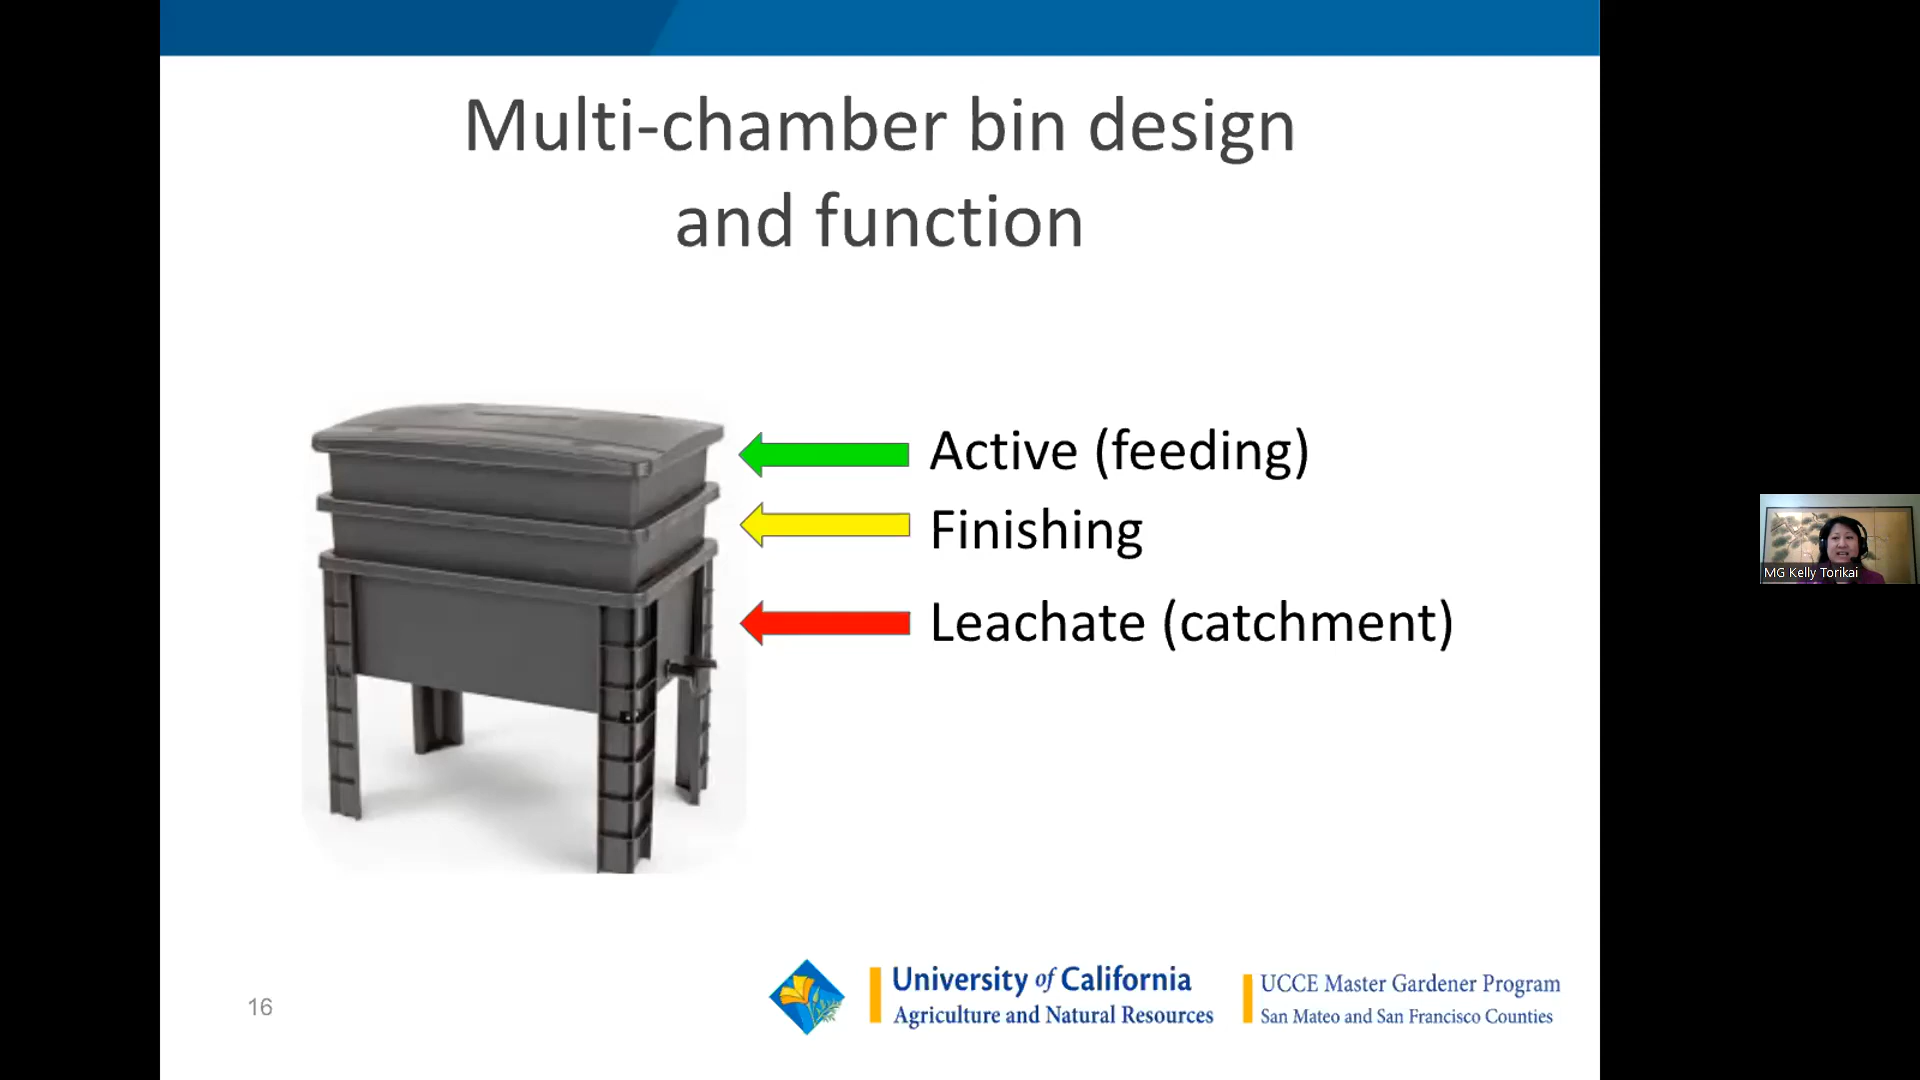 Multi-chamber bin design
and function
Active (feeding)
Finishing
Leachate (catchment)
MG Kelly Torikai
16
University of California
Agriculture and Natural Resources
UCCE Master Gardener Program
San Mateo and San Francisco Counties